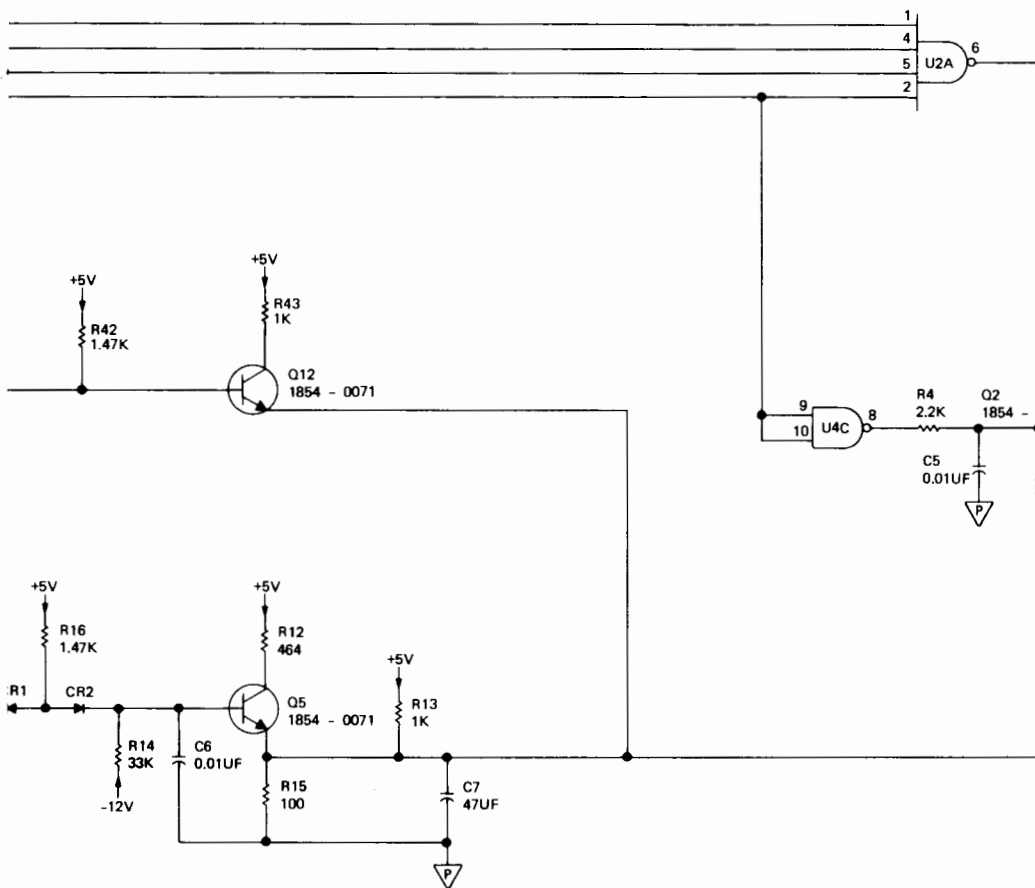 1
4
5
2
U2A
6
+5V
R42
1.47K
+5V
R43
1K
Q12
1854 - 0071
9
10
U4C
8
R4
2.2K
Q2
1854 -
C5
0.01UF
P
+5V
R16
1.47K
CR1
CR2
R14
33K
-12V
C6
0.01UF
+5V
R12
464
Q5
1854 - 0071
R15
100
+5V
R13
1K
C7
47UF
P